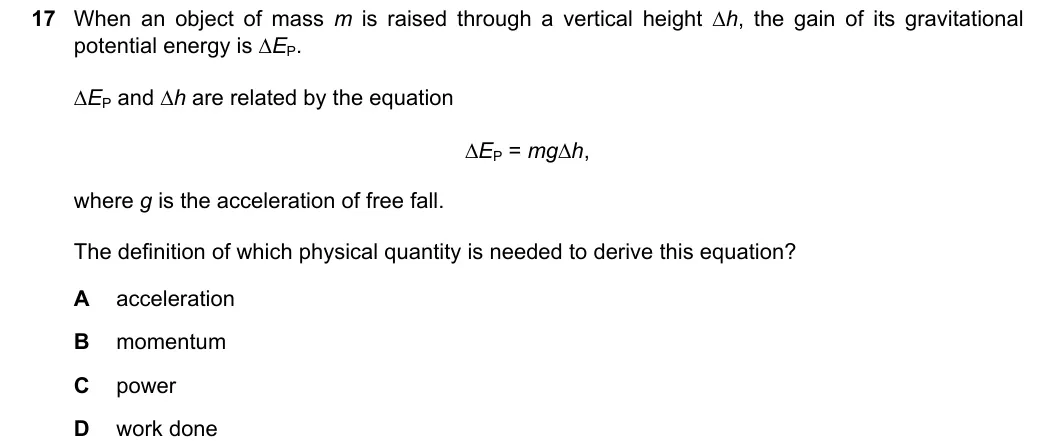 17 When an object of mass m is raised through a vertical height Δh, the gain of its gravitational
potential energy is ΔEP.
ΔEP and Δh are related by the equation
ΔEP = mgΔh,
where g is the acceleration of free fall.
The definition of which physical quantity is needed to derive this equation?
A acceleration
B momentum
C power
D work done